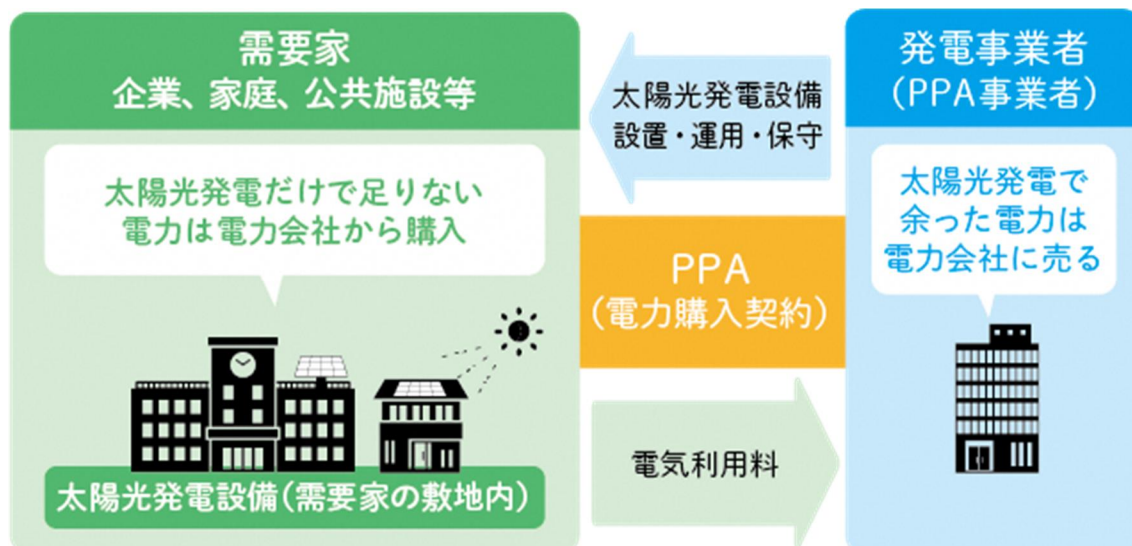 需要家
企業、家庭、公共施設等
太陽光発電だけで足りない
電力は電力会社から購入
太陽光発電設備(需要家の敷地内)
太陽光発電設備
設置・運用・保守
PPA
(電力購入契約)
電気利用料
発電事業者
(PPA事業者)
太陽光発電で
余った電力は
電力会社に売る